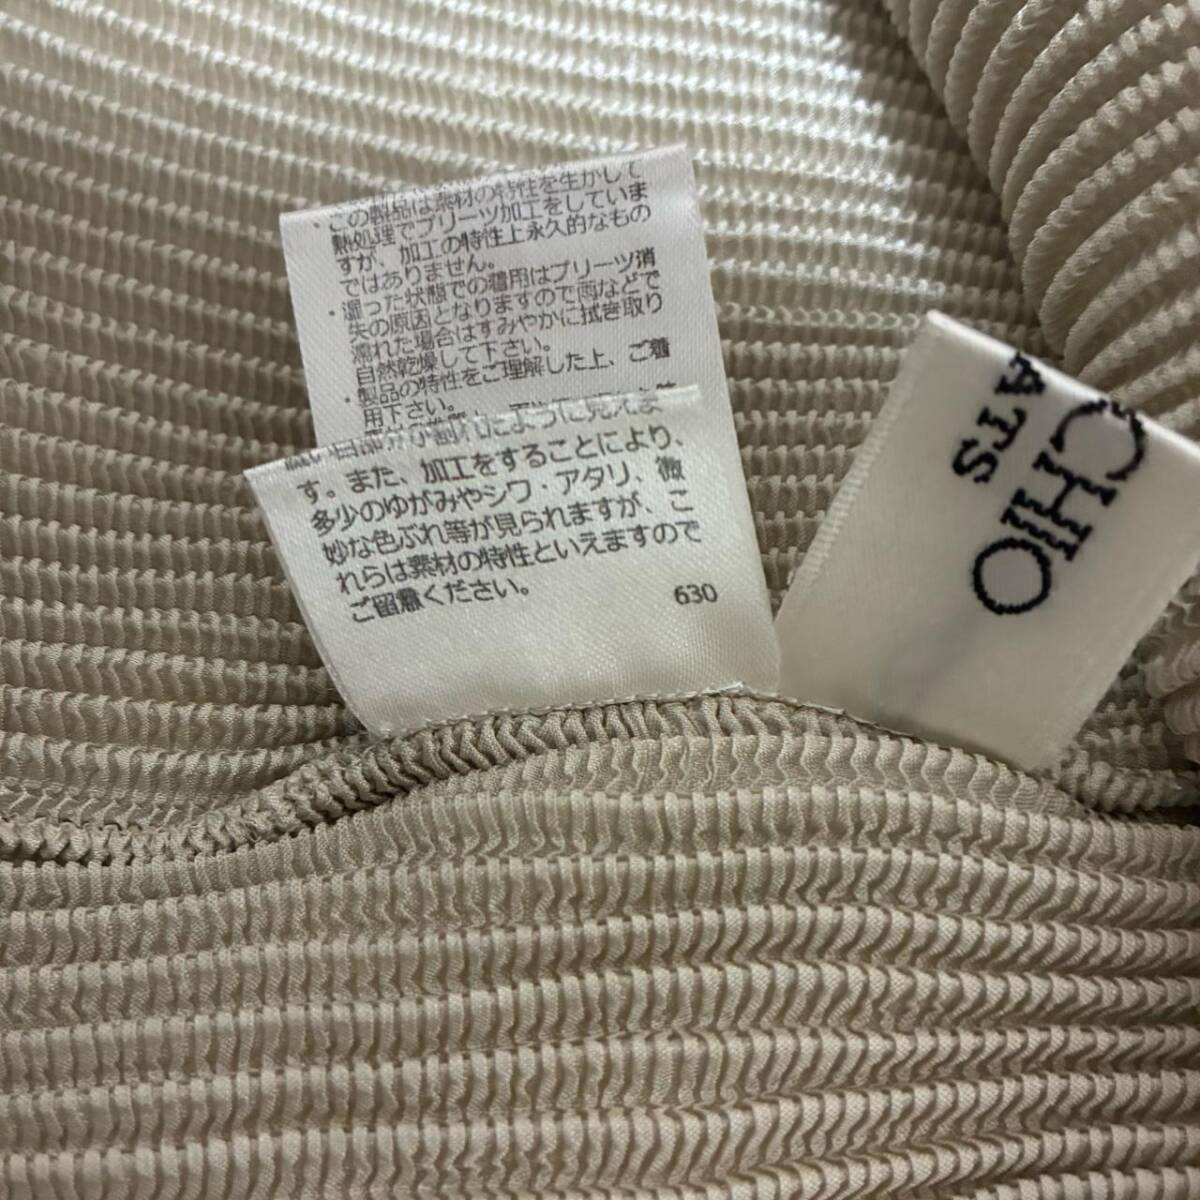 ・この製品は素材の特性を生かして
熱処理でプリーツ加工をしていま
すが、加工の特性上永久的なもの
ではありません。
・湿った状態での着用はプリーツ消
失の原因となりますので雨などで
濡れた場合はすみやかに拭き取り
自然乾燥して下さい。
・製品の特性をご理解した上、ご着
用下さい。
ように見えま
す。また、加工をすることにより、
多少のゆがみやシワ・アタリ、微
妙な色ぶれ等が見られますが、こ
れらは素材の特性といえますので
ご留意ください。
630
CHIO
STA